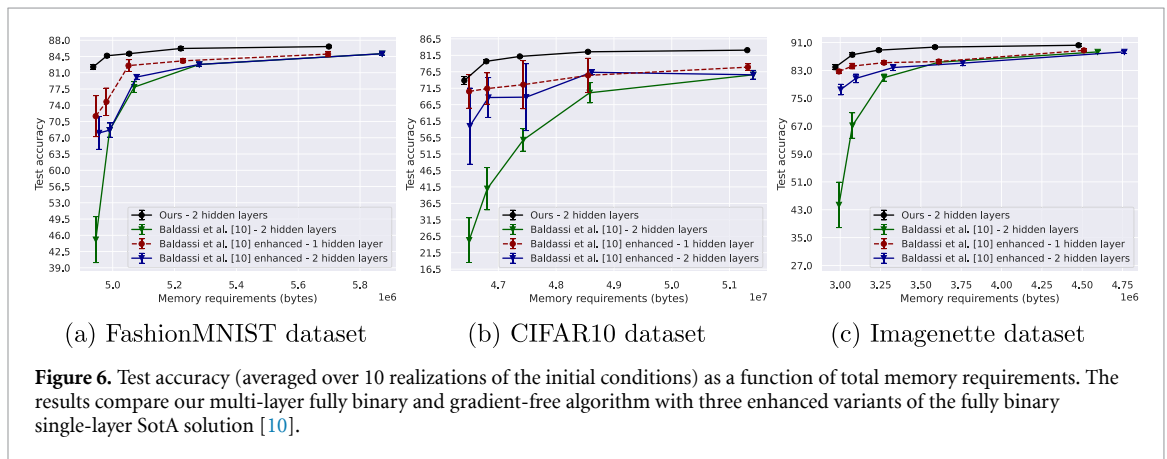 88.0
84.5
81.0
77.5
74.0
70.5
67.0
63.5
60.0
56.5
53.0
49.5
46.0
42.5
39.0
Test accuracy
5.0 5.2 5.4 5.6 5.8
1e6
Memory requirements (bytes)
Ours - 2 hidden layers
Baldassi et al. [10] - 2 hidden layers
Baldassi et al. [10] enhanced - 1 hidden layer
Baldassi et al. [10] enhanced - 2 hidden layers
(a) FashionMNIST dataset
86.5
81.5
76.5
71.5
66.5
61.5
56.5
51.5
46.5
41.5
36.5
31.5
26.5
21.5
16.5
Test accuracy
4.7 4.8 4.9 5.0 5.1
1e7
Memory requirements (bytes)
Ours - 2 hidden layers
Baldassi et al. [10] - 2 hidden layers
Baldassi et al. [10] enhanced - 1 hidden layer
Baldassi et al. [10] enhanced - 2 hidden layers
(b) CIFAR10 dataset
91.0
83.0
75.0
67.0
59.0
51.0
43.0
35.0
27.0
Test accuracy
3.00 3.25 3.50 3.75 4.00 4.25 4.50 4.75
1e6
Memory requirements (bytes)
Ours - 2 hidden layers
Baldassi et al. [10] - 2 hidden layers
Baldassi et al. [10] enhanced - 1 hidden layer
Baldassi et al. [10] enhanced - 2 hidden layers
(c) Imagenette dataset
Figure 6. Test accuracy (averaged over 10 realizations of the initial conditions) as a function of total memory requirements. The
results compare our multi-layer fully binary and gradient-free algorithm with three enhanced variants of the fully binary
single-layer SotA solution [10].